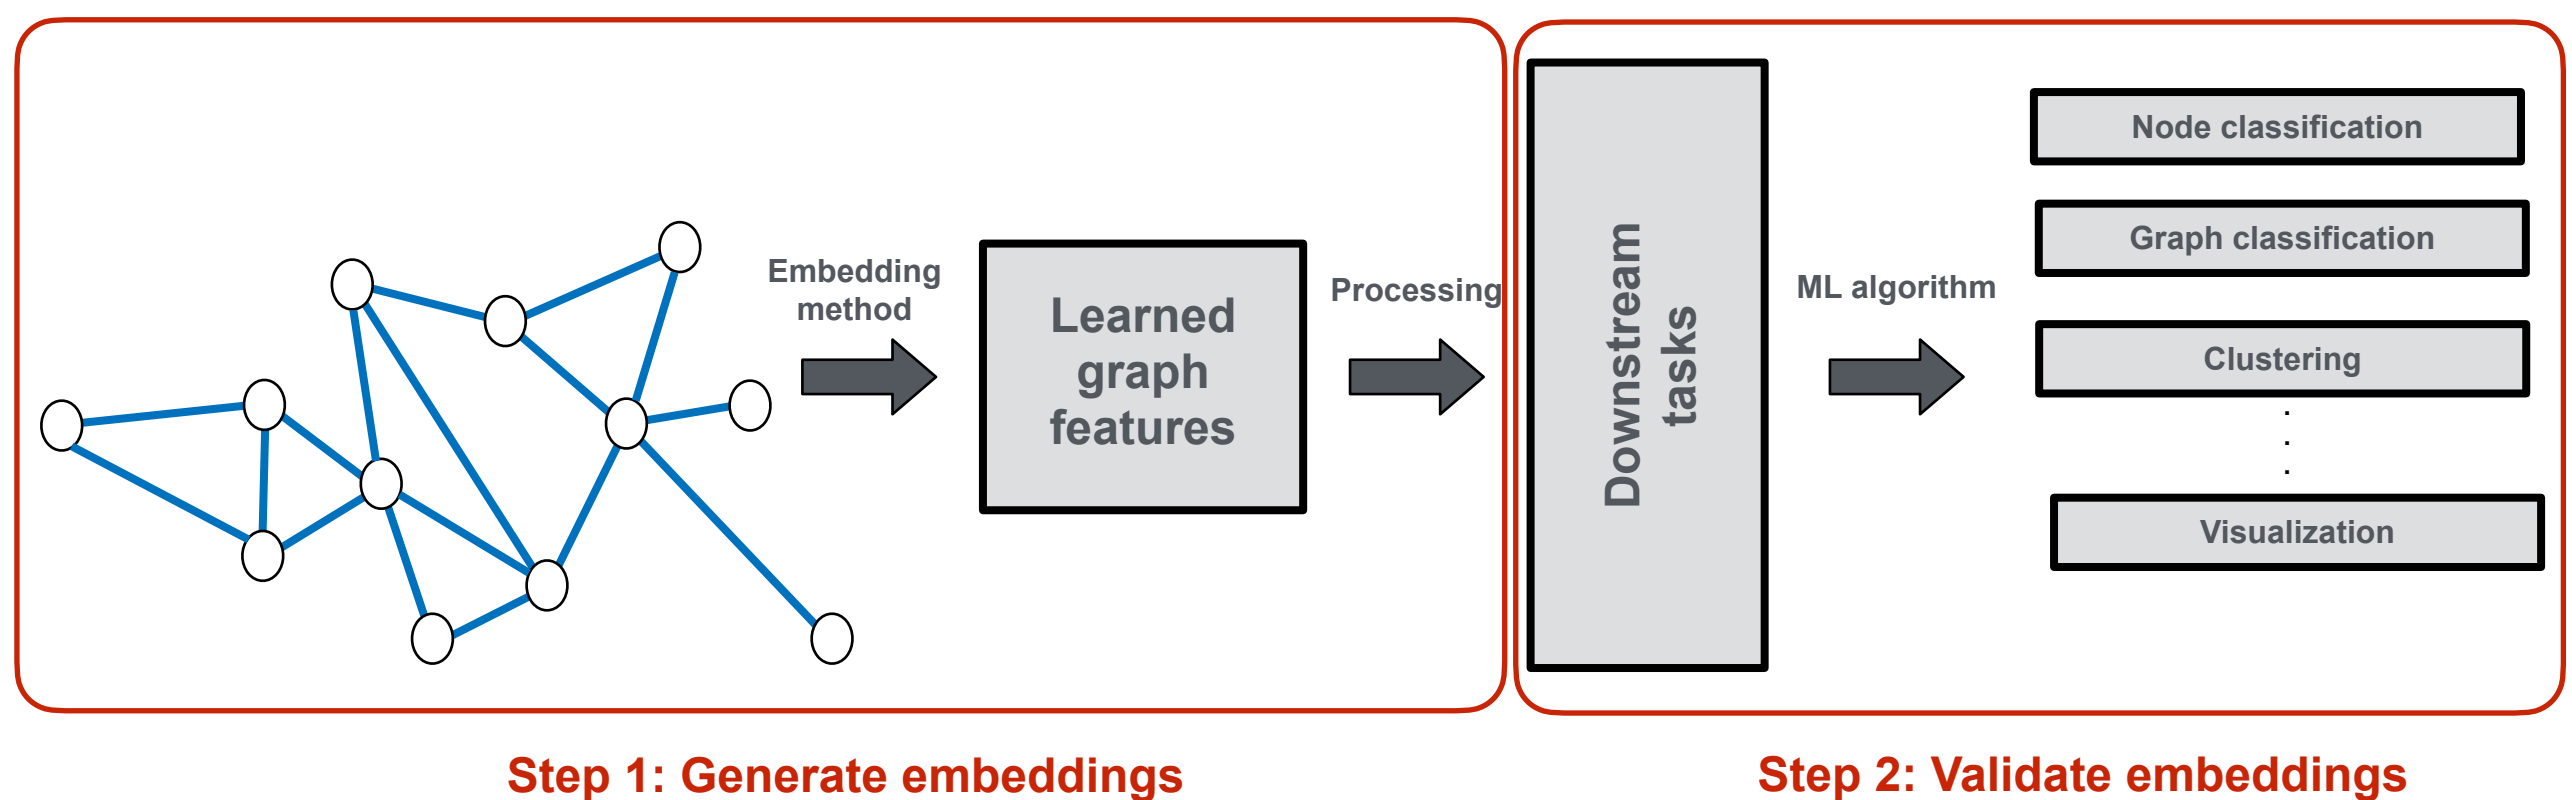 Embedding
method
Learned
graph
features
Processing
Downstream
tasks
ML algorithm
Node classification
Graph classification
Clustering
.
.
.
Visualization
Step 1: Generate embeddings
Step 2: Validate embeddings